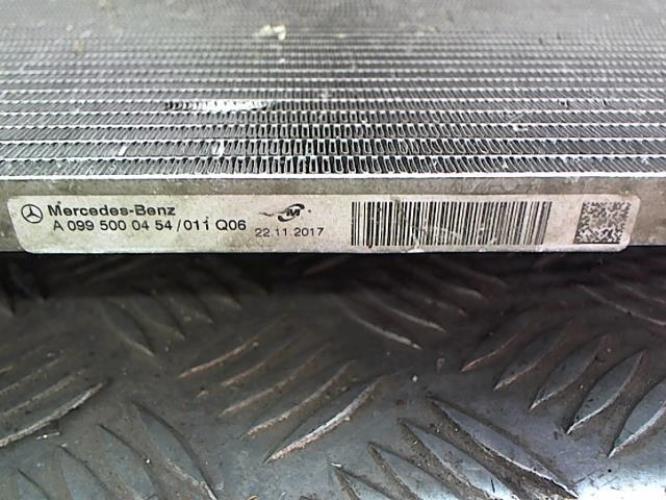 Mercedes-Benz
A 099 500 04 54 / 011 Q06
M
22.11.2017